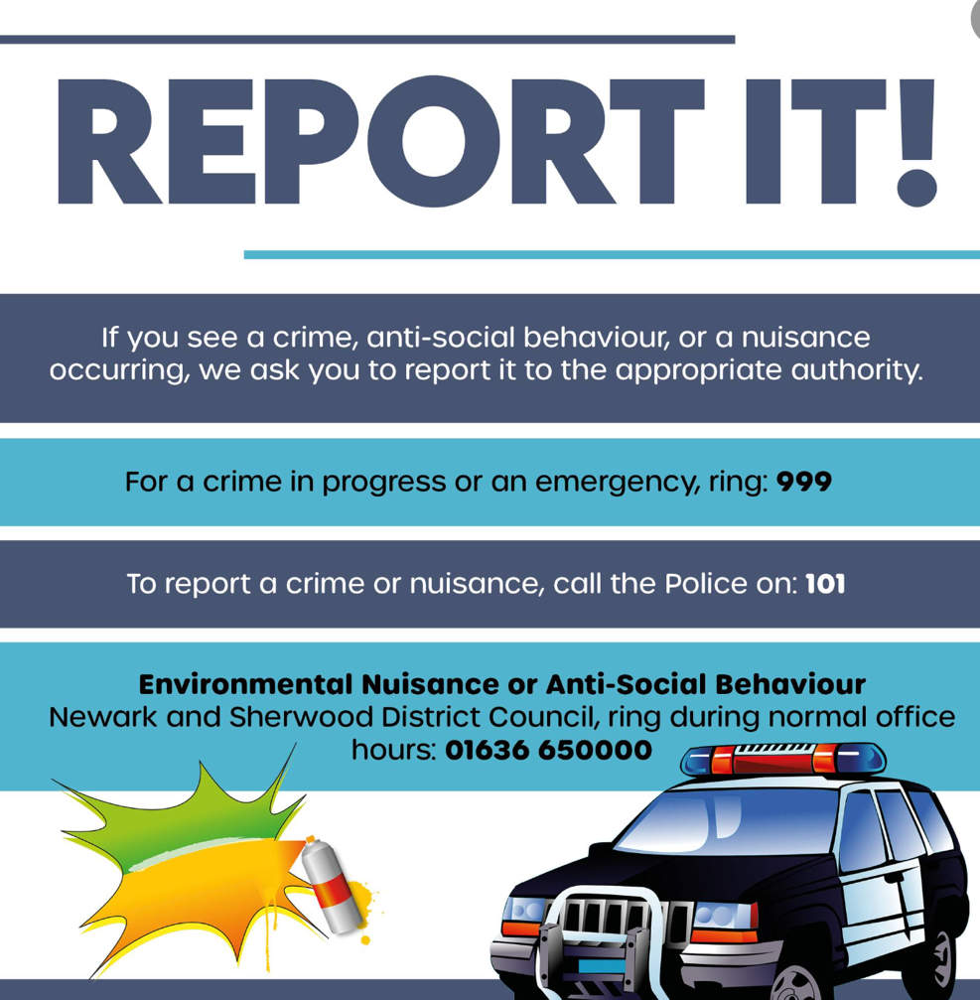 REPORT IT!
If you see a crime, anti-social behaviour, or a nuisance
occurring, we ask you to report it to the appropriate authority.
For a crime in progress or an emergency, ring: 999
To report a crime or nuisance, call the Police on: 101
Environmental Nuisance or Anti-Social Behaviour
Newark and Sherwood District Council, ring during normal office
hours: 01636 650000